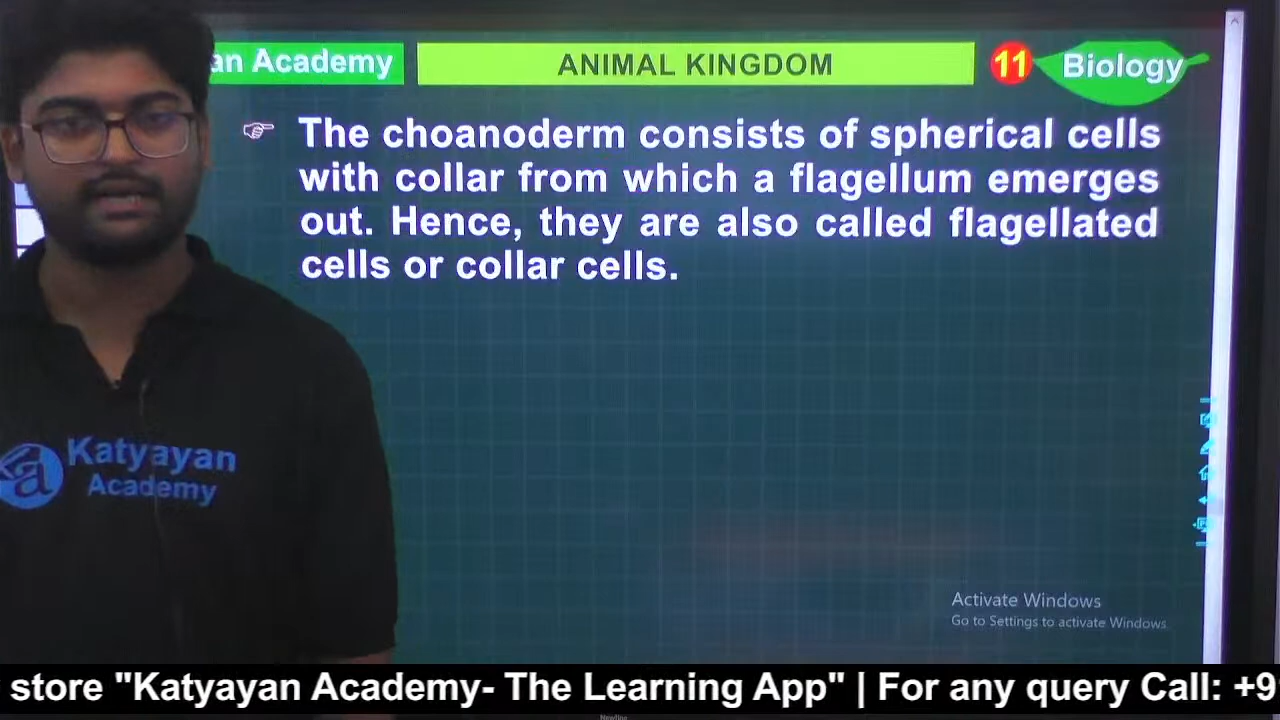 an Academy
ANIMAL KINGDOM
11
Biology
The choanoderm consists of spherical cells
with collar from which a flagellum emerges
out. Hence, they are also called flagellated
cells or collar cells.
Katyayan
Academy
Activate Windows
Go to Settings to activate Windows.
store "Katyayan Academy- The Learning App" | For any query Call: +9
Newline